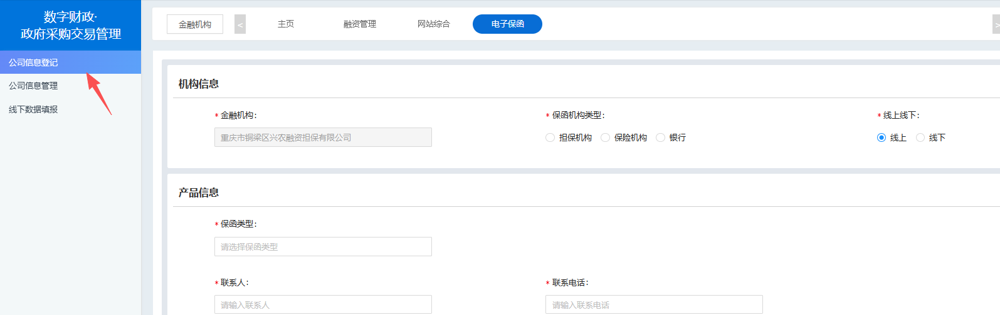 数字财政·
政府采购交易管理
公司信息登记
公司信息管理
线下数据填报
金融机构 < 主页 融资管理 网站综合 电子保函 >
机构信息
* 金融机构: * 保函机构类型: * 线上线下:
重庆市铜梁区兴农融资担保有限公司 担保机构 保险机构 银行 线上 线下
产品信息
* 保函类型:
请选择保函类型
* 联系人: * 联系电话:
请输入联系人 请输入联系电话